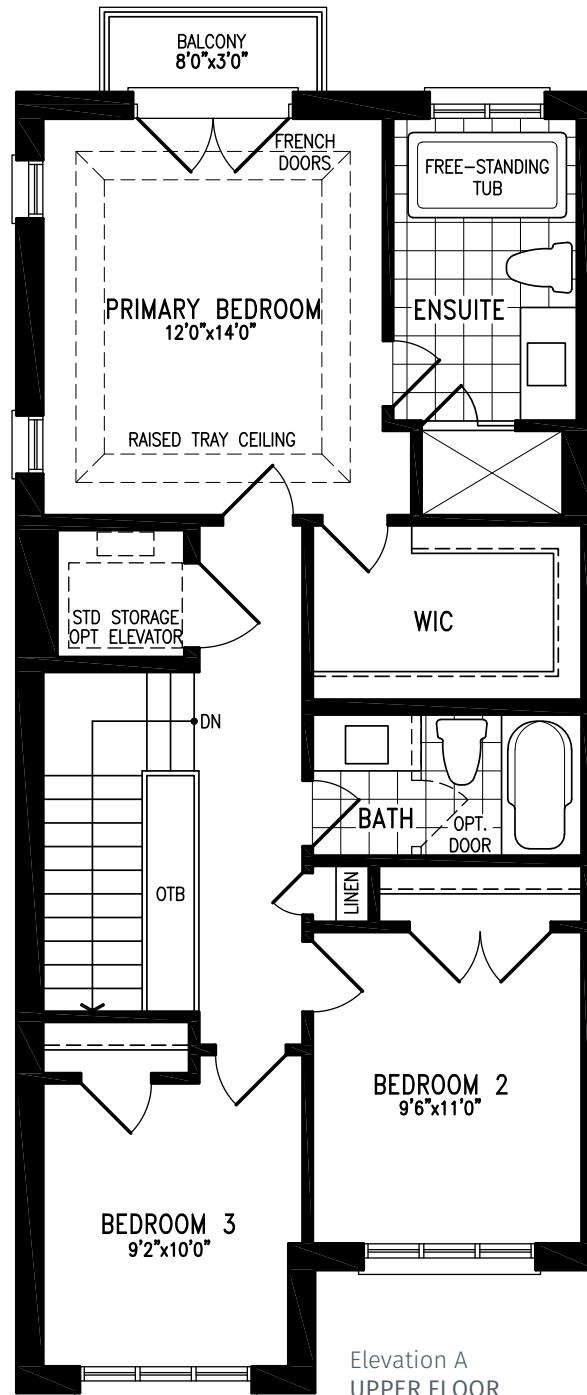 BALCONY
8'0"x3'0"
FRENCH
DOORS
FREE-STANDING
TUB
PRIMARY BEDROOM
12'0"x14'0"
ENSUITE
RAISED TRAY CEILING
STD STORAGE
OPT ELEVATOR
WIC
DN
BATH
OPT.
DOOR
OTB
LINEN
BEDROOM 2
9'6"x11'0"
BEDROOM 3
9'2"x10'0"
Elevation A
UPPER FLOOR